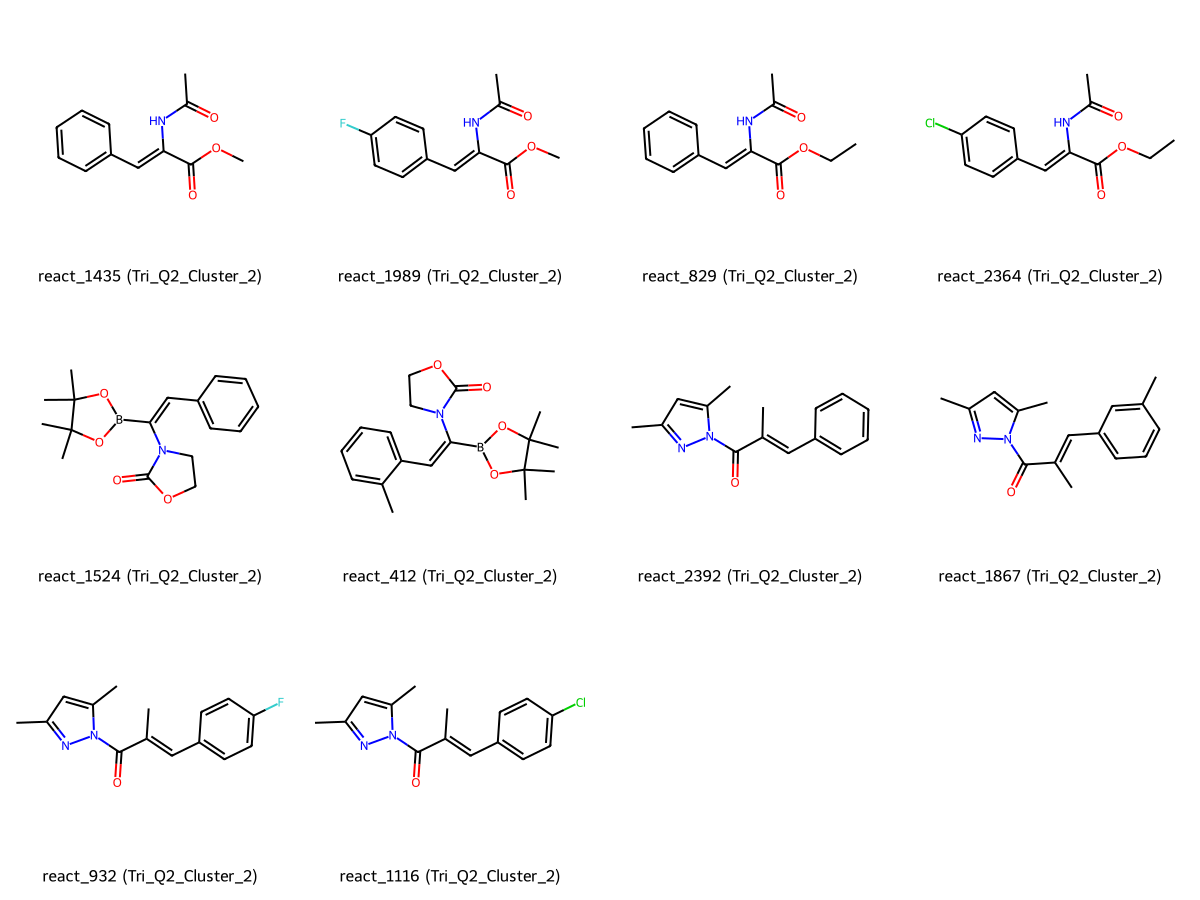 react_1435 (Tri_Q2_Cluster_2)
react_1989 (Tri_Q2_Cluster_2)
react_829 (Tri_Q2_Cluster_2)
react_2364 (Tri_Q2_Cluster_2)
react_1524 (Tri_Q2_Cluster_2)
react_412 (Tri_Q2_Cluster_2)
react_2392 (Tri_Q2_Cluster_2)
react_1867 (Tri_Q2_Cluster_2)
react_932 (Tri_Q2_Cluster_2)
react_1116 (Tri_Q2_Cluster_2)